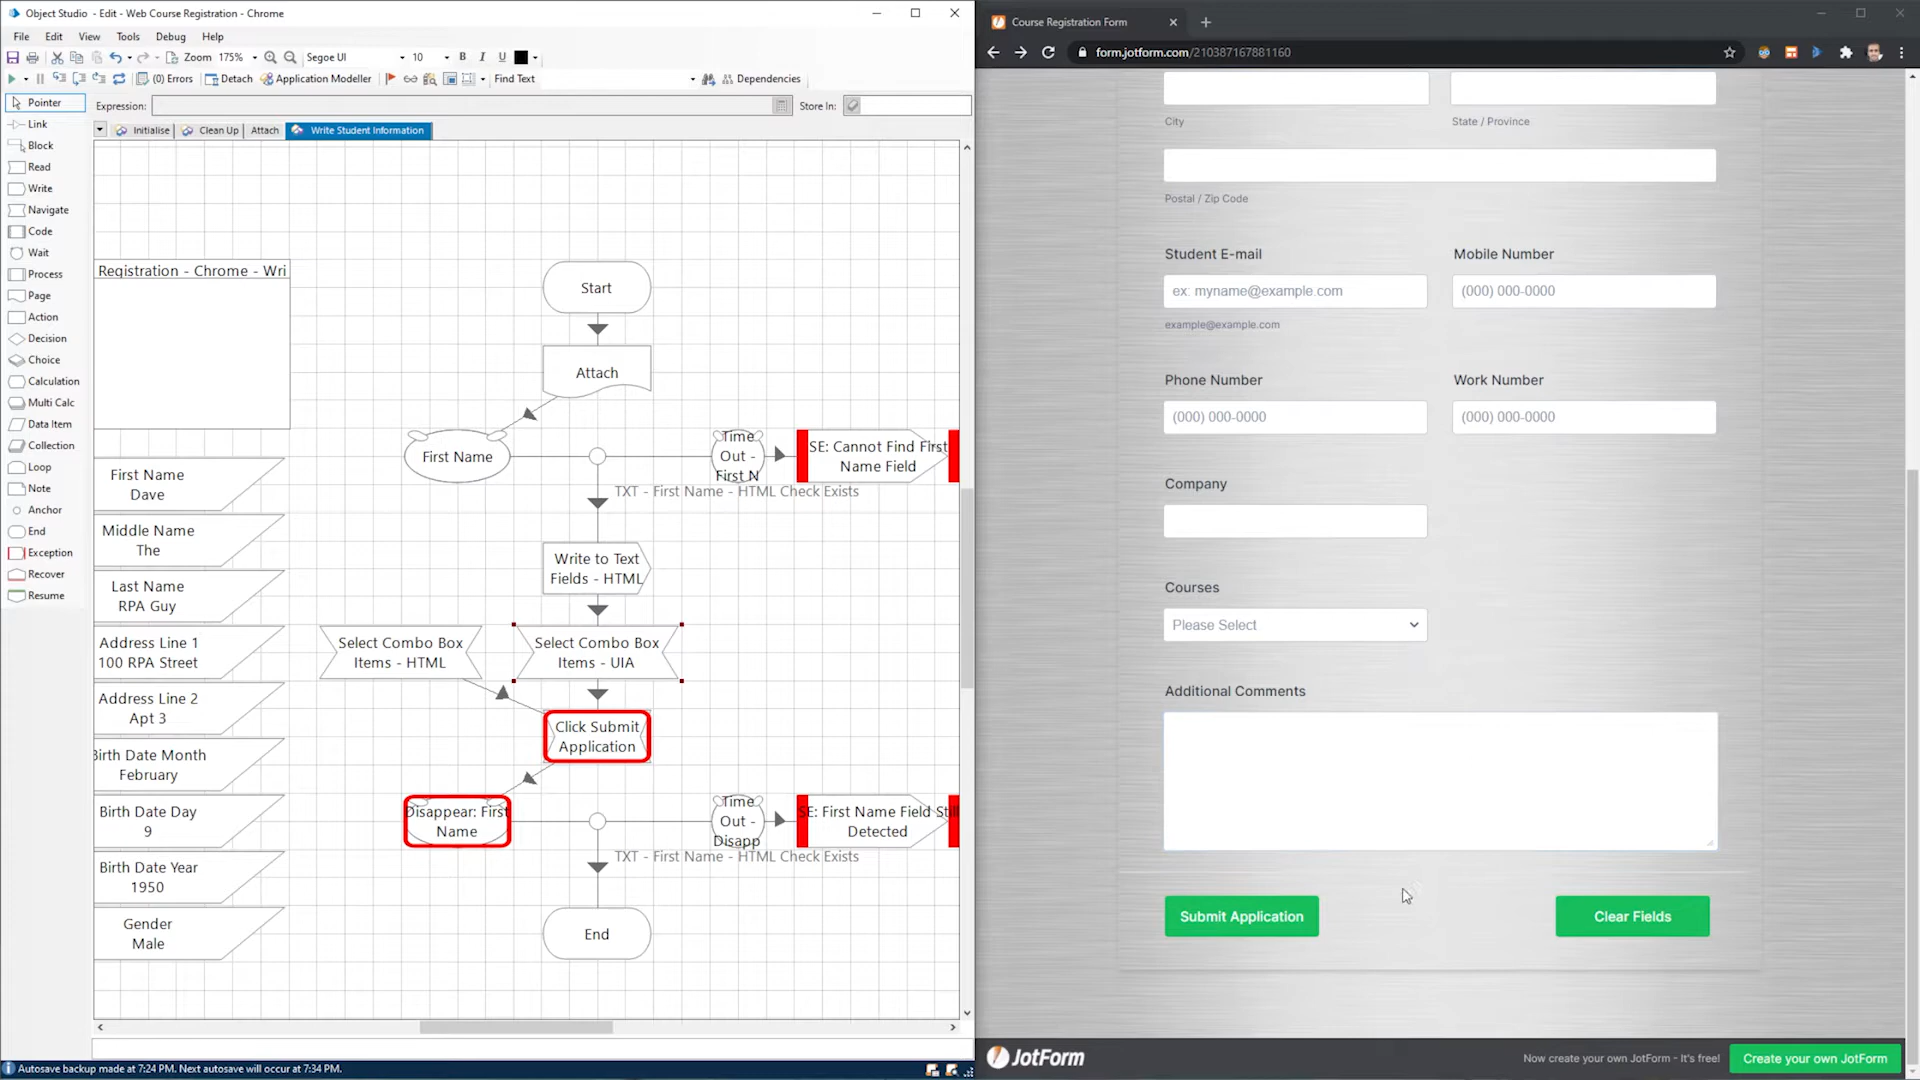 Object Studio - Edit - Web Course Registration - Chrome
File Edit View Tools Debug Help
Zoom 175% Segoe UI 10 B I U
(0) Errors Detach Application Modeller Find Text Dependencies
Pointer
Link
Block
Read
Write
Navigate
Code
Wait
Process
Page
Action
Decision
Choice
Calculation
Multi Calc
Data Item
Collection
Loop
Note
Anchor
End
Exception
Recover
Resume
Expression: Store In:
Initialise Clean Up Attach Write Student Information
Registration - Chrome - Wri
First Name
Dave
Middle Name
The
Last Name
RPA Guy
Address Line 1
100 RPA Street
Address Line 2
Apt 3
Birth Date Month
February
Birth Date Day
9
Birth Date Year
1950
Gender
Male
Start
Attach
First Name
Time
Out -
First N
SE: Cannot Find First
Name Field
TXT - First Name - HTML Check Exists
Write to Text
Fields - HTML
Select Combo Box
Items - HTML
Select Combo Box
Items - UIA
Click Submit
Application
Disappear: First
Name
Time
Out -
Disapp
SE: First Name Field Still
Detected
TXT - First Name - HTML Check Exists
End
Autosave backup made at 7:24 PM. Next autosave will occur at 7:34 PM.
Course Registration Form
form.jotform.com/210387167881160
City
State / Province
Postal / Zip Code
Student E-mail
Mobile Number
ex: myname@example.com
(000) 000-0000
example@example.com
Phone Number
Work Number
(000) 000-0000
(000) 000-0000
Company
Courses
Please Select
Additional Comments
Submit Application
Clear Fields
JotForm
Now create your own JotForm - It's free!
Create your own JotForm